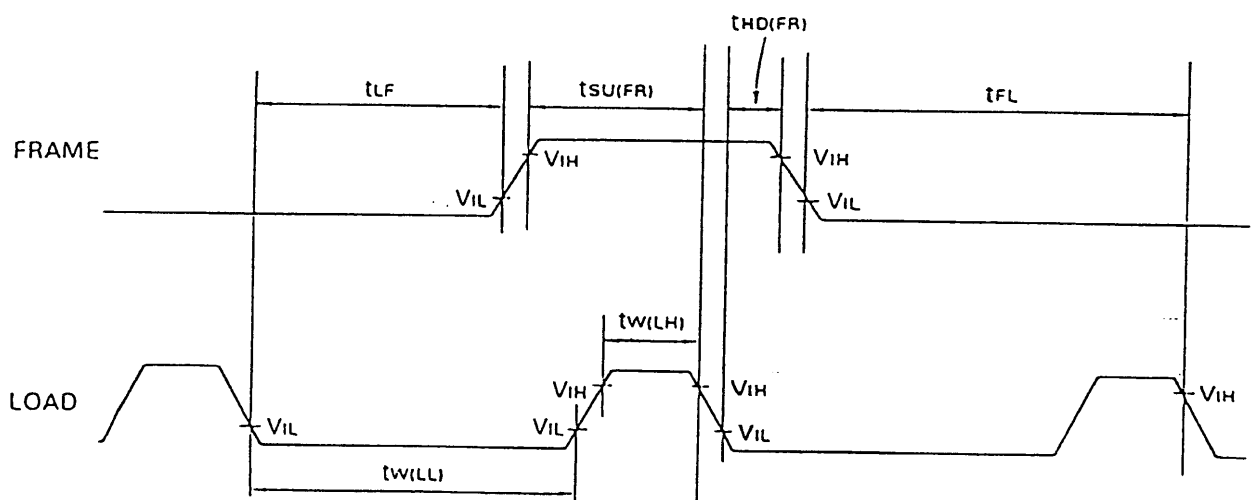 tHD(FR)
tLF
tSU(FR)
tFL
FRAME
VIH
VIH
VIL
VIL
tW(LH)
LOAD
VIH
VIH
VIH
VIL
VIL
VIL
tW(LL)